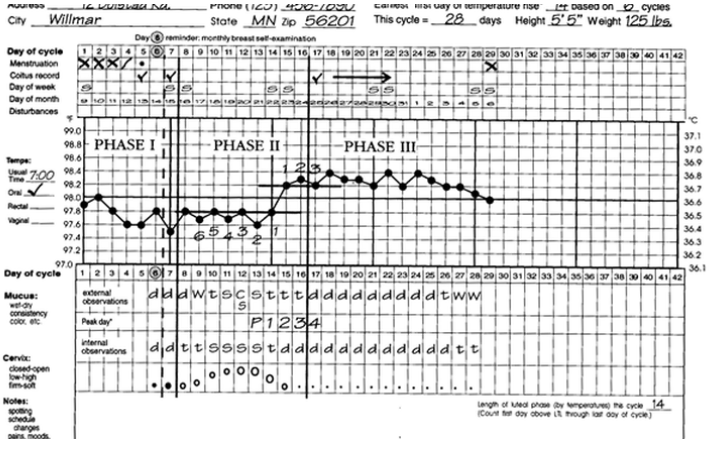 Address 12 Dulstad Rd. Phone (123) 456-7890 Earliest first day of temperature rise 14 based on 6 cycles
City Willmar State MN Zip 56201 This cycle = 28 days Height 5'5" Weight 125 lbs.
Day 6 reminder: monthly breast self-examination
Day of cycle 1 2 3 4 5 6 7 8 9 10 11 12 13 14 15 16 17 18 19 20 21 22 23 24 25 26 27 28 29 30 31 32 33 34 35 36 37 38 39 40 41 42
Menstruation X X X / • X
Coitus record ✓ ✓ ✓ →
Day of week S S S S S S S S S
Day of month 9 10 11 12 13 14 15 16 17 18 19 20 21 22 23 24 25 26 27 28 29 30 31 1 2 3 4 5 6
Disturbances
°F °C
99.0 37.1
98.8 PHASE I PHASE II PHASE III 37.0
98.6 36.9
98.4 1 2 3 36.8
98.2 36.7
98.0 36.6
97.8 36.5
97.6 6 5 4 3 2 1 36.4
97.4 36.3
97.2 36.2
97.0 36.1
Temps:
Usual Time 7:00
Oral ✓
Rectal
Vaginal
Day of cycle 1 2 3 4 5 6 7 8 9 10 11 12 13 14 15 16 17 18 19 20 21 22 23 24 25 26 27 28 29 30 31 32 33 34 35 36 37 38 39 40 41 42
Mucus:
wet-dry
consistency
color, etc.
external observations d d d w t s c s t t t d d d d d d d d d t w w
S
Peak day* P 1 2 3 4
internal observations d d t t s s s s t d d d d d d d d d d d d t t
Cervix:
closed-open
low-high
firm-soft
Notes:
spotting
schedule
changes
pains, moods,
Length of luteal phase (by temperatures) this cycle 14
(Count first day above LTL through last day of cycle.)